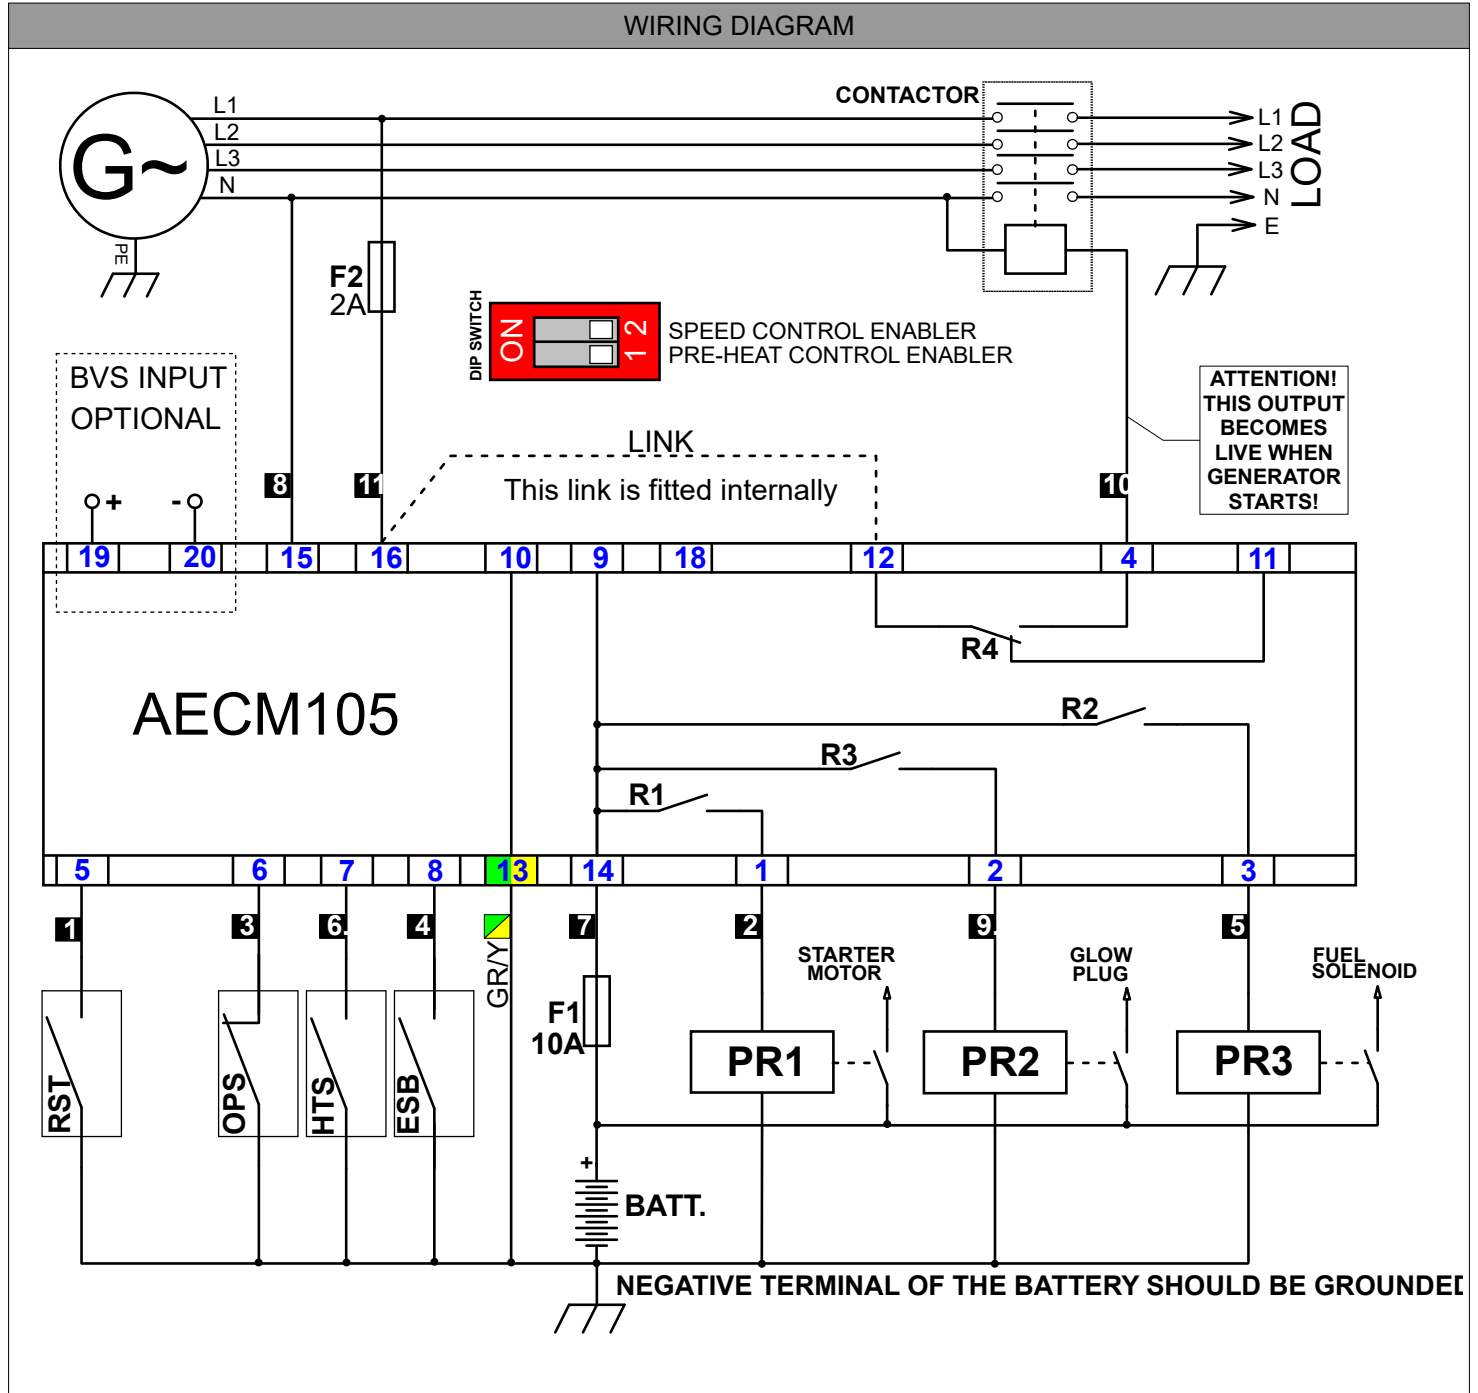 WIRING DIAGRAM
CONTACTOR
L1
L2
L3
N
G~
PE
L1
L2
L3
N
E
LOAD
F2
2A
DIP SWITCH
ON
1 2
SPEED CONTROL ENABLER
PRE-HEAT CONTROL ENABLER
BVS INPUT
OPTIONAL
+ -
ATTENTION!
THIS OUTPUT
BECOMES
LIVE WHEN
GENERATOR
STARTS!
LINK
This link is fitted internally
8 11 10
19 20 15 16 10 9 18 12 4 11
R4
AECM105
R2
R3
R1
5 6 7 8 13 14 1 2 3
1 3 6. 4 GR/Y 7 2 9. 5
STARTER
MOTOR
GLOW
PLUG
FUEL
SOLENOID
RST
OPS
HTS
ESB
F1
10A
PR1 PR2 PR3
+
BATT.
NEGATIVE TERMINAL OF THE BATTERY SHOULD BE GROUNDED